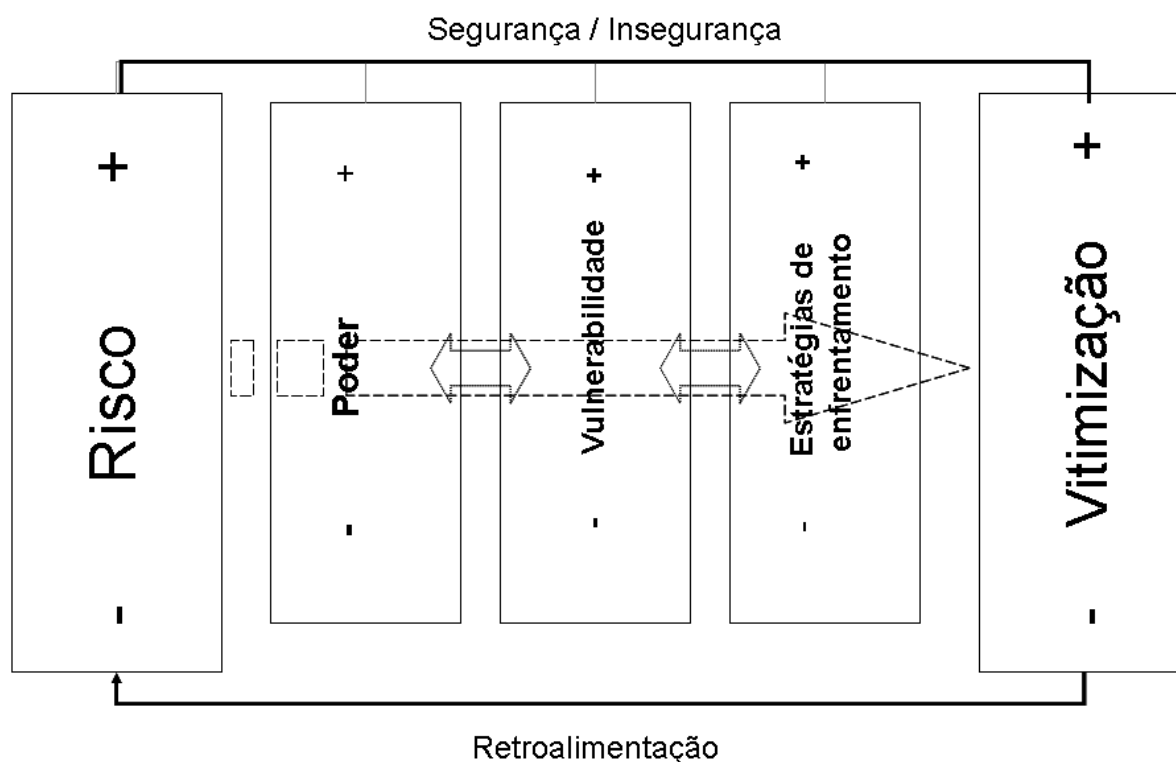 Segurança / Insegurança
Risco
+
-
Poder
+
-
Vulnerabilidade
+
-
Estratégias de
enfrentamento
+
-
Vitimização
+
-
Retroalimentação